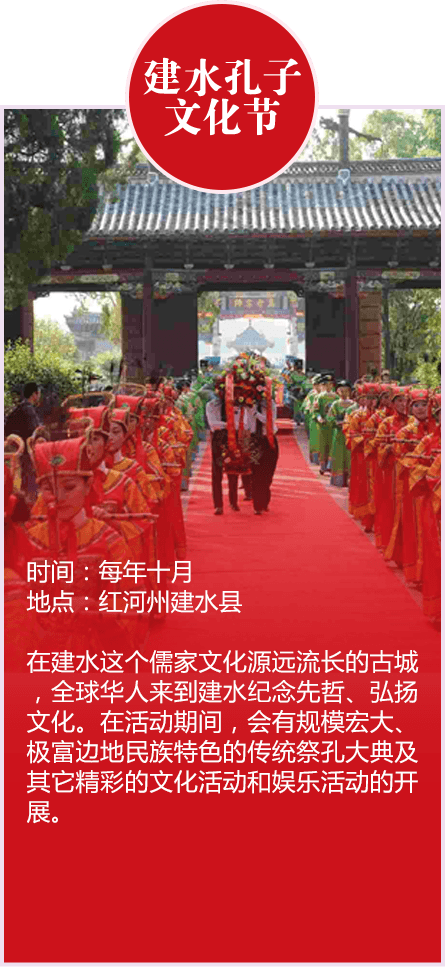 建水孔子
文化节
时间：每年十月
地点：红河州建水县
在建水这个儒家文化源远流长的古城
，全球华人来到建水纪念先哲、弘扬
文化。在活动期间，会有规模宏大、
极富边地民族特色的传统祭孔大典及
其它精彩的文化活动和娱乐活动的开
展。